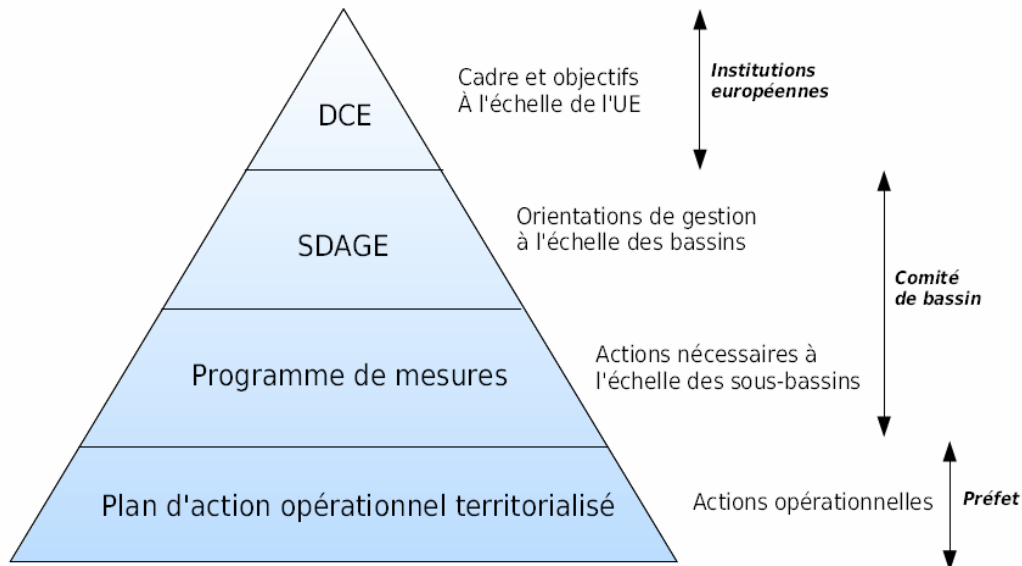 DCE
Cadre et objectifs
À l'échelle de l'UE
Institutions
européennes
SDAGE
Orientations de gestion
à l'échelle des bassins
Comité
de bassin
Programme de mesures
Actions nécessaires à
l'échelle des sous-bassins
Plan d'action opérationnel territorialisé
Actions opérationnelles
Préfet